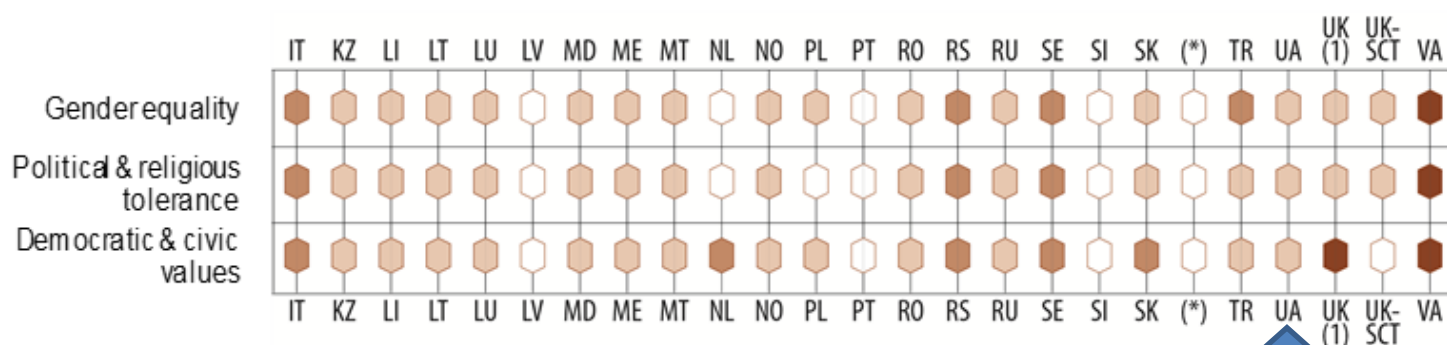 IT KZ LI LT LU LV MD ME MT NL NO PL PT RO RS RU SE SI SK (*) TR UA UK (1) UK-SCT VA
Gender equality
Political & religious
tolerance
Democratic & civic
values
IT KZ LI LT LU LV MD ME MT NL NO PL PT RO RS RU SE SI SK (*) TR UA UK (1) UK-SCT VA